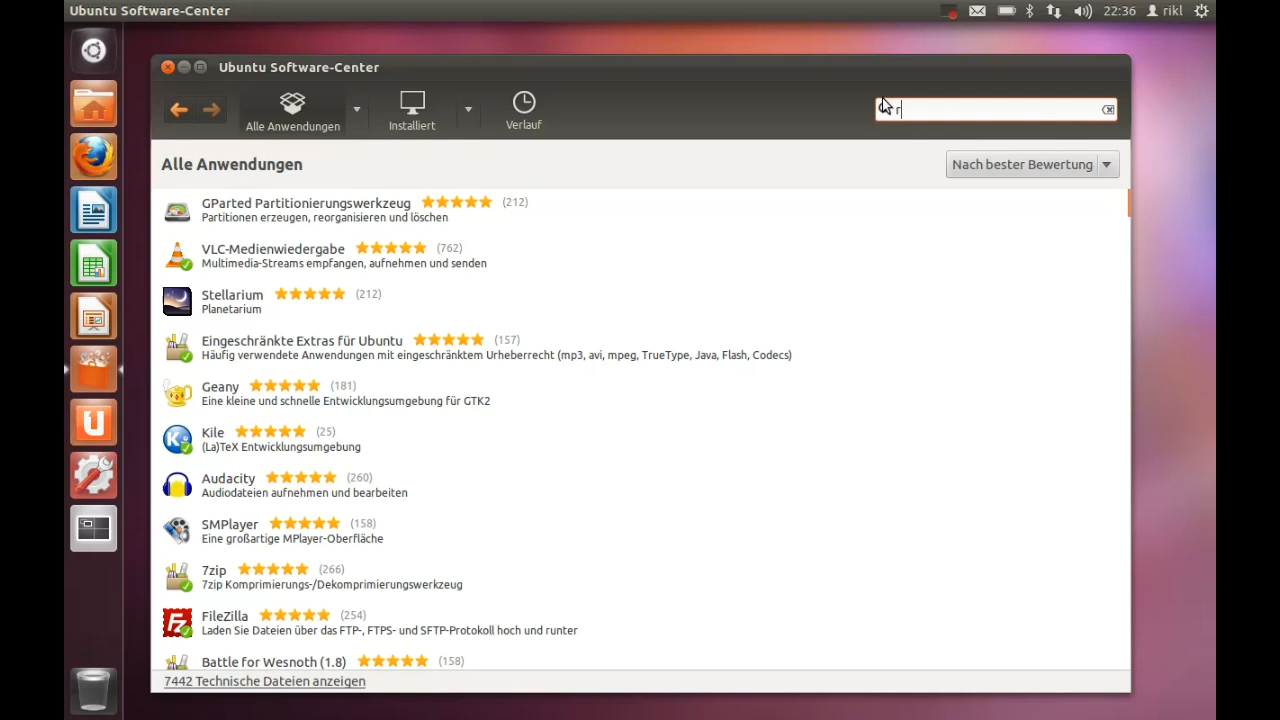 Ubuntu Software-Center
22:36 rikl
Ubuntu Software-Center
r
Alle Anwendungen
Installiert
Verlauf
Alle Anwendungen
Nach bester Bewertung
GParted Partitionierungswerkzeug (212)
Partitionen erzeugen, reorganisieren und löschen
VLC-Medienwiedergabe (762)
Multimedia-Streams empfangen, aufnehmen und senden
Stellarium (212)
Planetarium
Eingeschränkte Extras für Ubuntu (157)
Häufig verwendete Anwendungen mit eingeschränktem Urheberrecht (mp3, avi, mpeg, TrueType, Java, Flash, Codecs)
Geany (181)
Eine kleine und schnelle Entwicklungsumgebung für GTK2
Kile (25)
(La)TeX Entwicklungsumgebung
Audacity (260)
Audiodateien aufnehmen und bearbeiten
SMPlayer (158)
Eine großartige MPlayer-Oberfläche
7zip (266)
7zip Komprimierungs-/Dekomprimierungswerkzeug
FileZilla (254)
Laden Sie Dateien über das FTP-, FTPS- und SFTP-Protokoll hoch und runter
Battle for Wesnoth (1.8) (158)
7442 Technische Dateien anzeigen